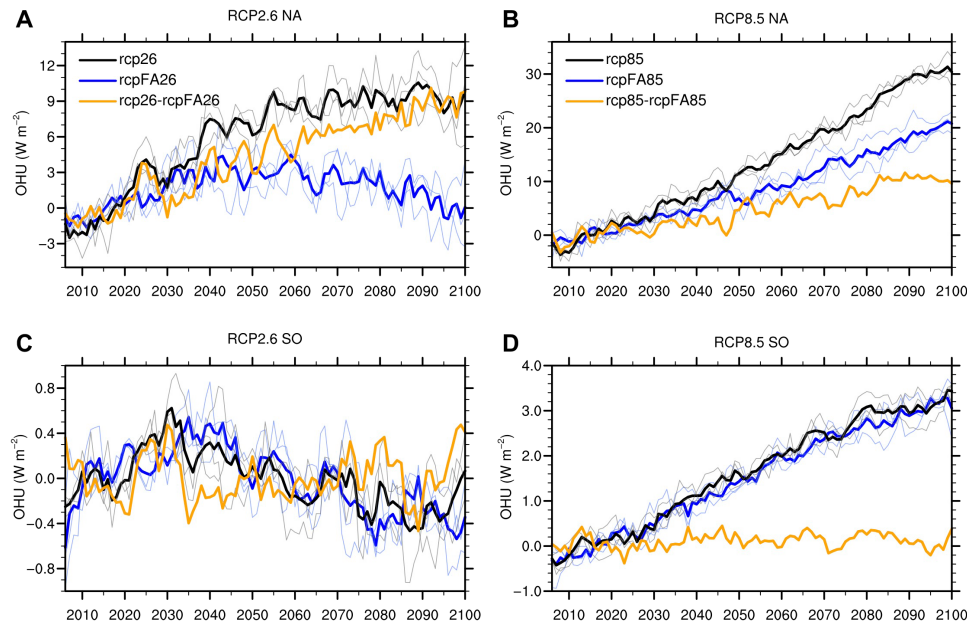 A
RCP2.6 NA
OHU (W m⁻²)
12
9
6
3
0
−3
rcp26
rcpFA26
rcp26-rcpFA26
2010 2020 2030 2040 2050 2060 2070 2080 2090 2100
B
RCP8.5 NA
OHU (W m⁻²)
30
20
10
0
rcp85
rcpFA85
rcp85-rcpFA85
2010 2020 2030 2040 2050 2060 2070 2080 2090 2100
C
RCP2.6 SO
OHU (W m⁻²)
0.8
0.4
0.0
−0.4
−0.8
2010 2020 2030 2040 2050 2060 2070 2080 2090 2100
D
RCP8.5 SO
OHU (W m⁻²)
4.0
3.0
2.0
1.0
0.0
−1.0
2010 2020 2030 2040 2050 2060 2070 2080 2090 2100